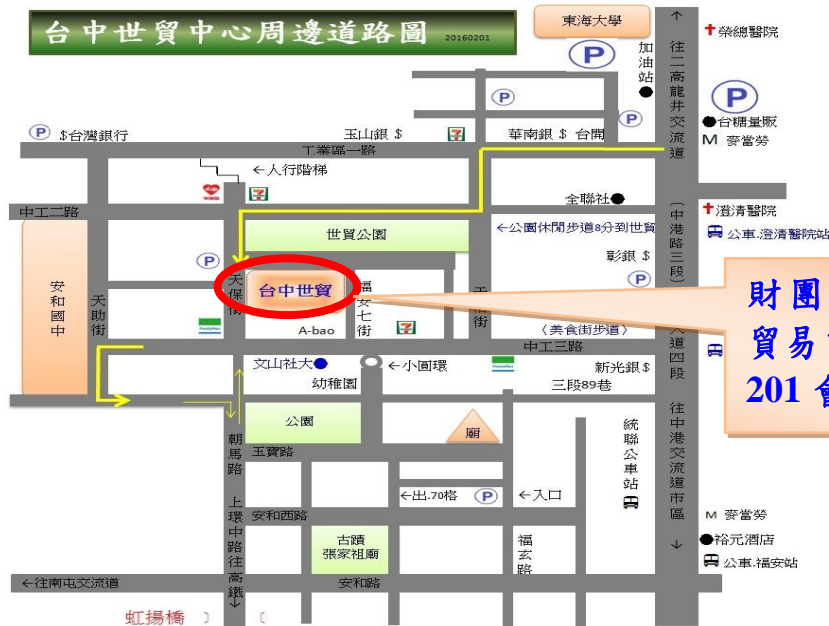 台中世貿中心周邊道路圖 20160201
東海大學
P
加油站
↑ 往二高龍井交流道
榮總醫院
P
台糖量販
M 麥當勞
P $台灣銀行
玉山銀 $
7
P
華南銀 $ 台開
P
工業區一路
←人行階梯
7
全聯社
(中港路三段)
中工二路
世貿公園
←公園休閒步道8分到世貿
澄清醫院
公車.澄清醫院站
彰銀 $
P
P
安和國中
天助街
天保街
台中世貿
福安七街
街
財團
貿易
201 會
A-bao
7
〈美食街步道〉
中工三路
大道四段
FamilyMart
文山社大
←小圓環
FamilyMart
新光銀 $
幼稚園
三段89巷
公園
廟
朝馬路
玉寶路
統聯公車站
往中港交流道市區 ↓
←出.70格 P ←入口
上環中路往高鐵↓
安和西路
M 麥當勞
古蹟
張家祖廟
福玄路
裕元酒店
公車.福安站
←往南屯交流道
安和路
虹揚橋 ) (